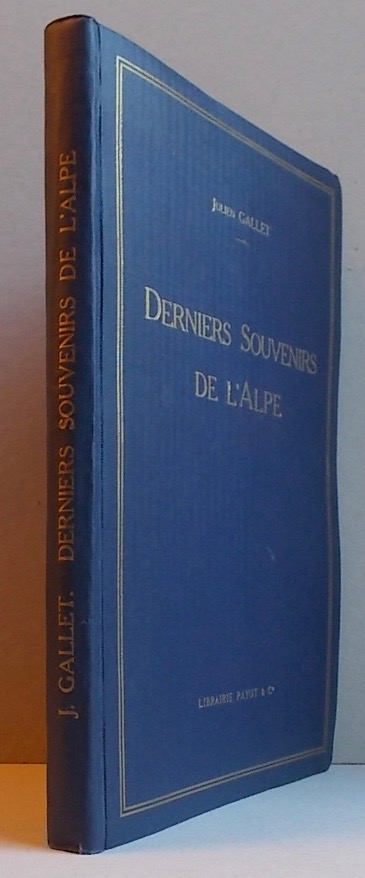 J. GALLET. DERNIERS SOUVENIRS DE L'ALPE
JULIEN GALLET
DERNIERS SOUVENIRS
DE L'ALPE
LIBRAIRIE PAYOT & Cie